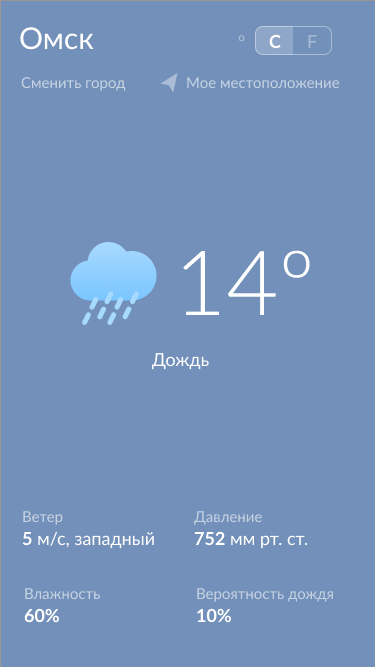 Омск
° C F
Сменить город Мое местоположение
14°
Дождь
Ветер Давление
5 м/с, западный 752 мм рт. ст.
Влажность Вероятность дождя
60% 10%